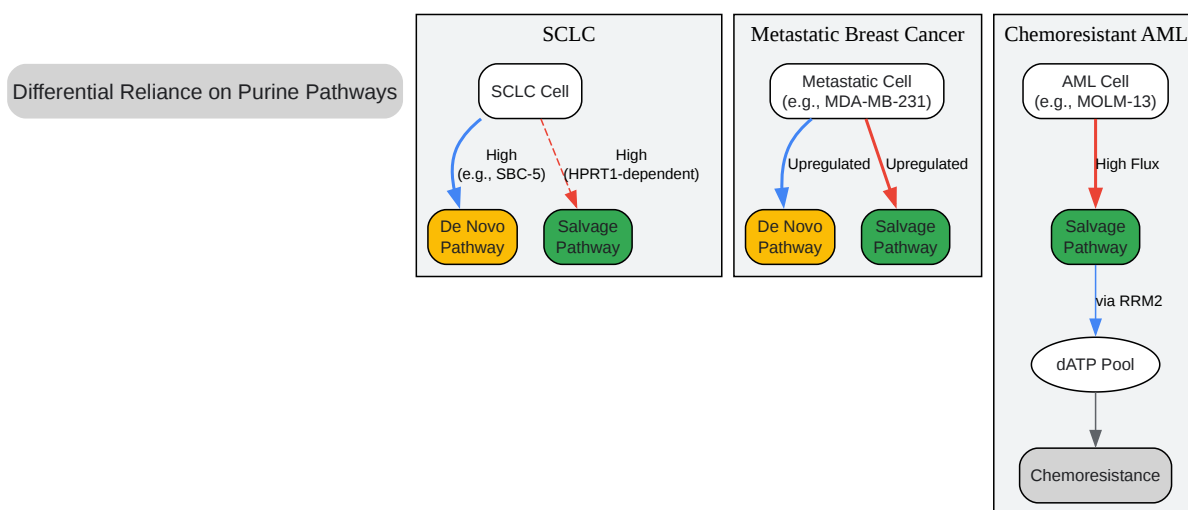 Differential Reliance on Purine Pathways
SCLC
SCLC Cell
High
(e.g., SBC-5)
High
(HPRT1-dependent)
De Novo
Pathway
Salvage
Pathway
Metastatic Breast Cancer
Metastatic Cell
(e.g., MDA-MB-231)
Upregulated
Upregulated
De Novo
Pathway
Salvage
Pathway
Chemoresistant AML
AML Cell
(e.g., MOLM-13)
High Flux
Salvage
Pathway
via RRM2
dATP Pool
Chemoresistance